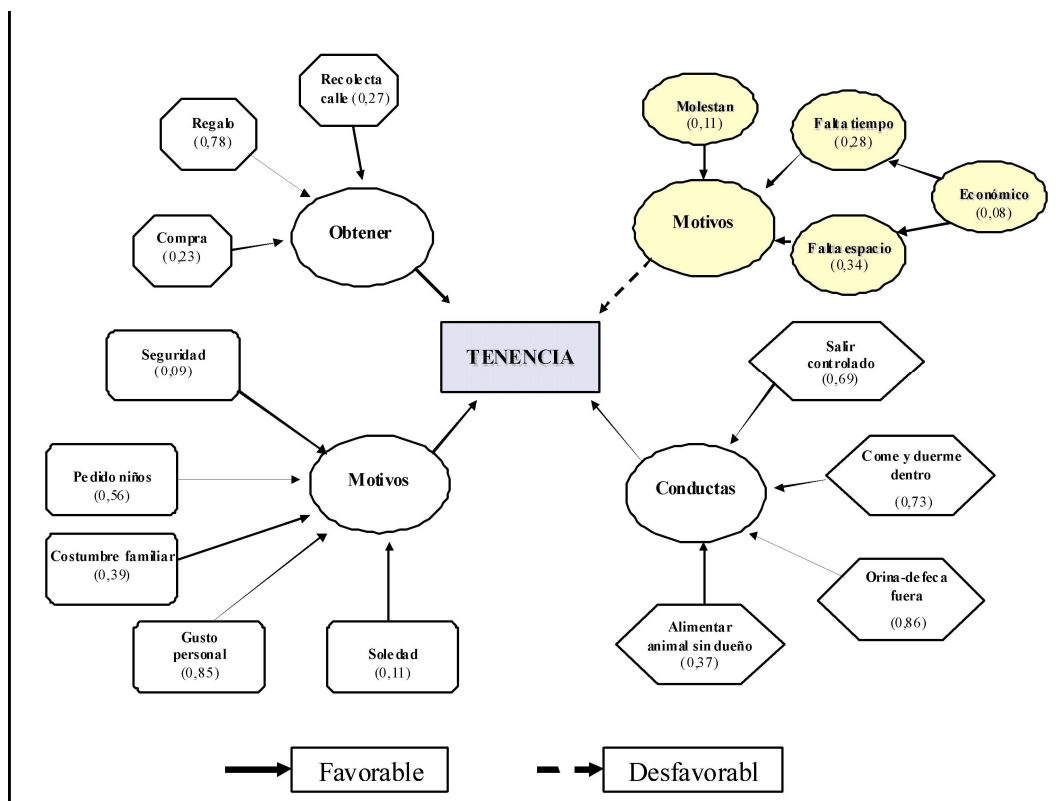 Recolecta
calle (0,27)
Regalo
(0,78)
Compra
(0,23)
Obtener
Molestan
(0,11)
Falta tiempo
(0,28)
Económico
(0,08)
Motivos
Falta espacio
(0,34)
TENENCIA
Seguridad
(0,09)
Pedido niños
(0,56)
Costumbre familiar
(0,39)
Gusto
personal
(0,85)
Soledad
(0,11)
Motivos
Salir
controlado
(0,69)
Come y duerme
dentro
(0,73)
Conductas
Orina-defeca
fuera
(0,86)
Alimentar
animal sin dueño
(0,37)
Favorable
Desfavorabl